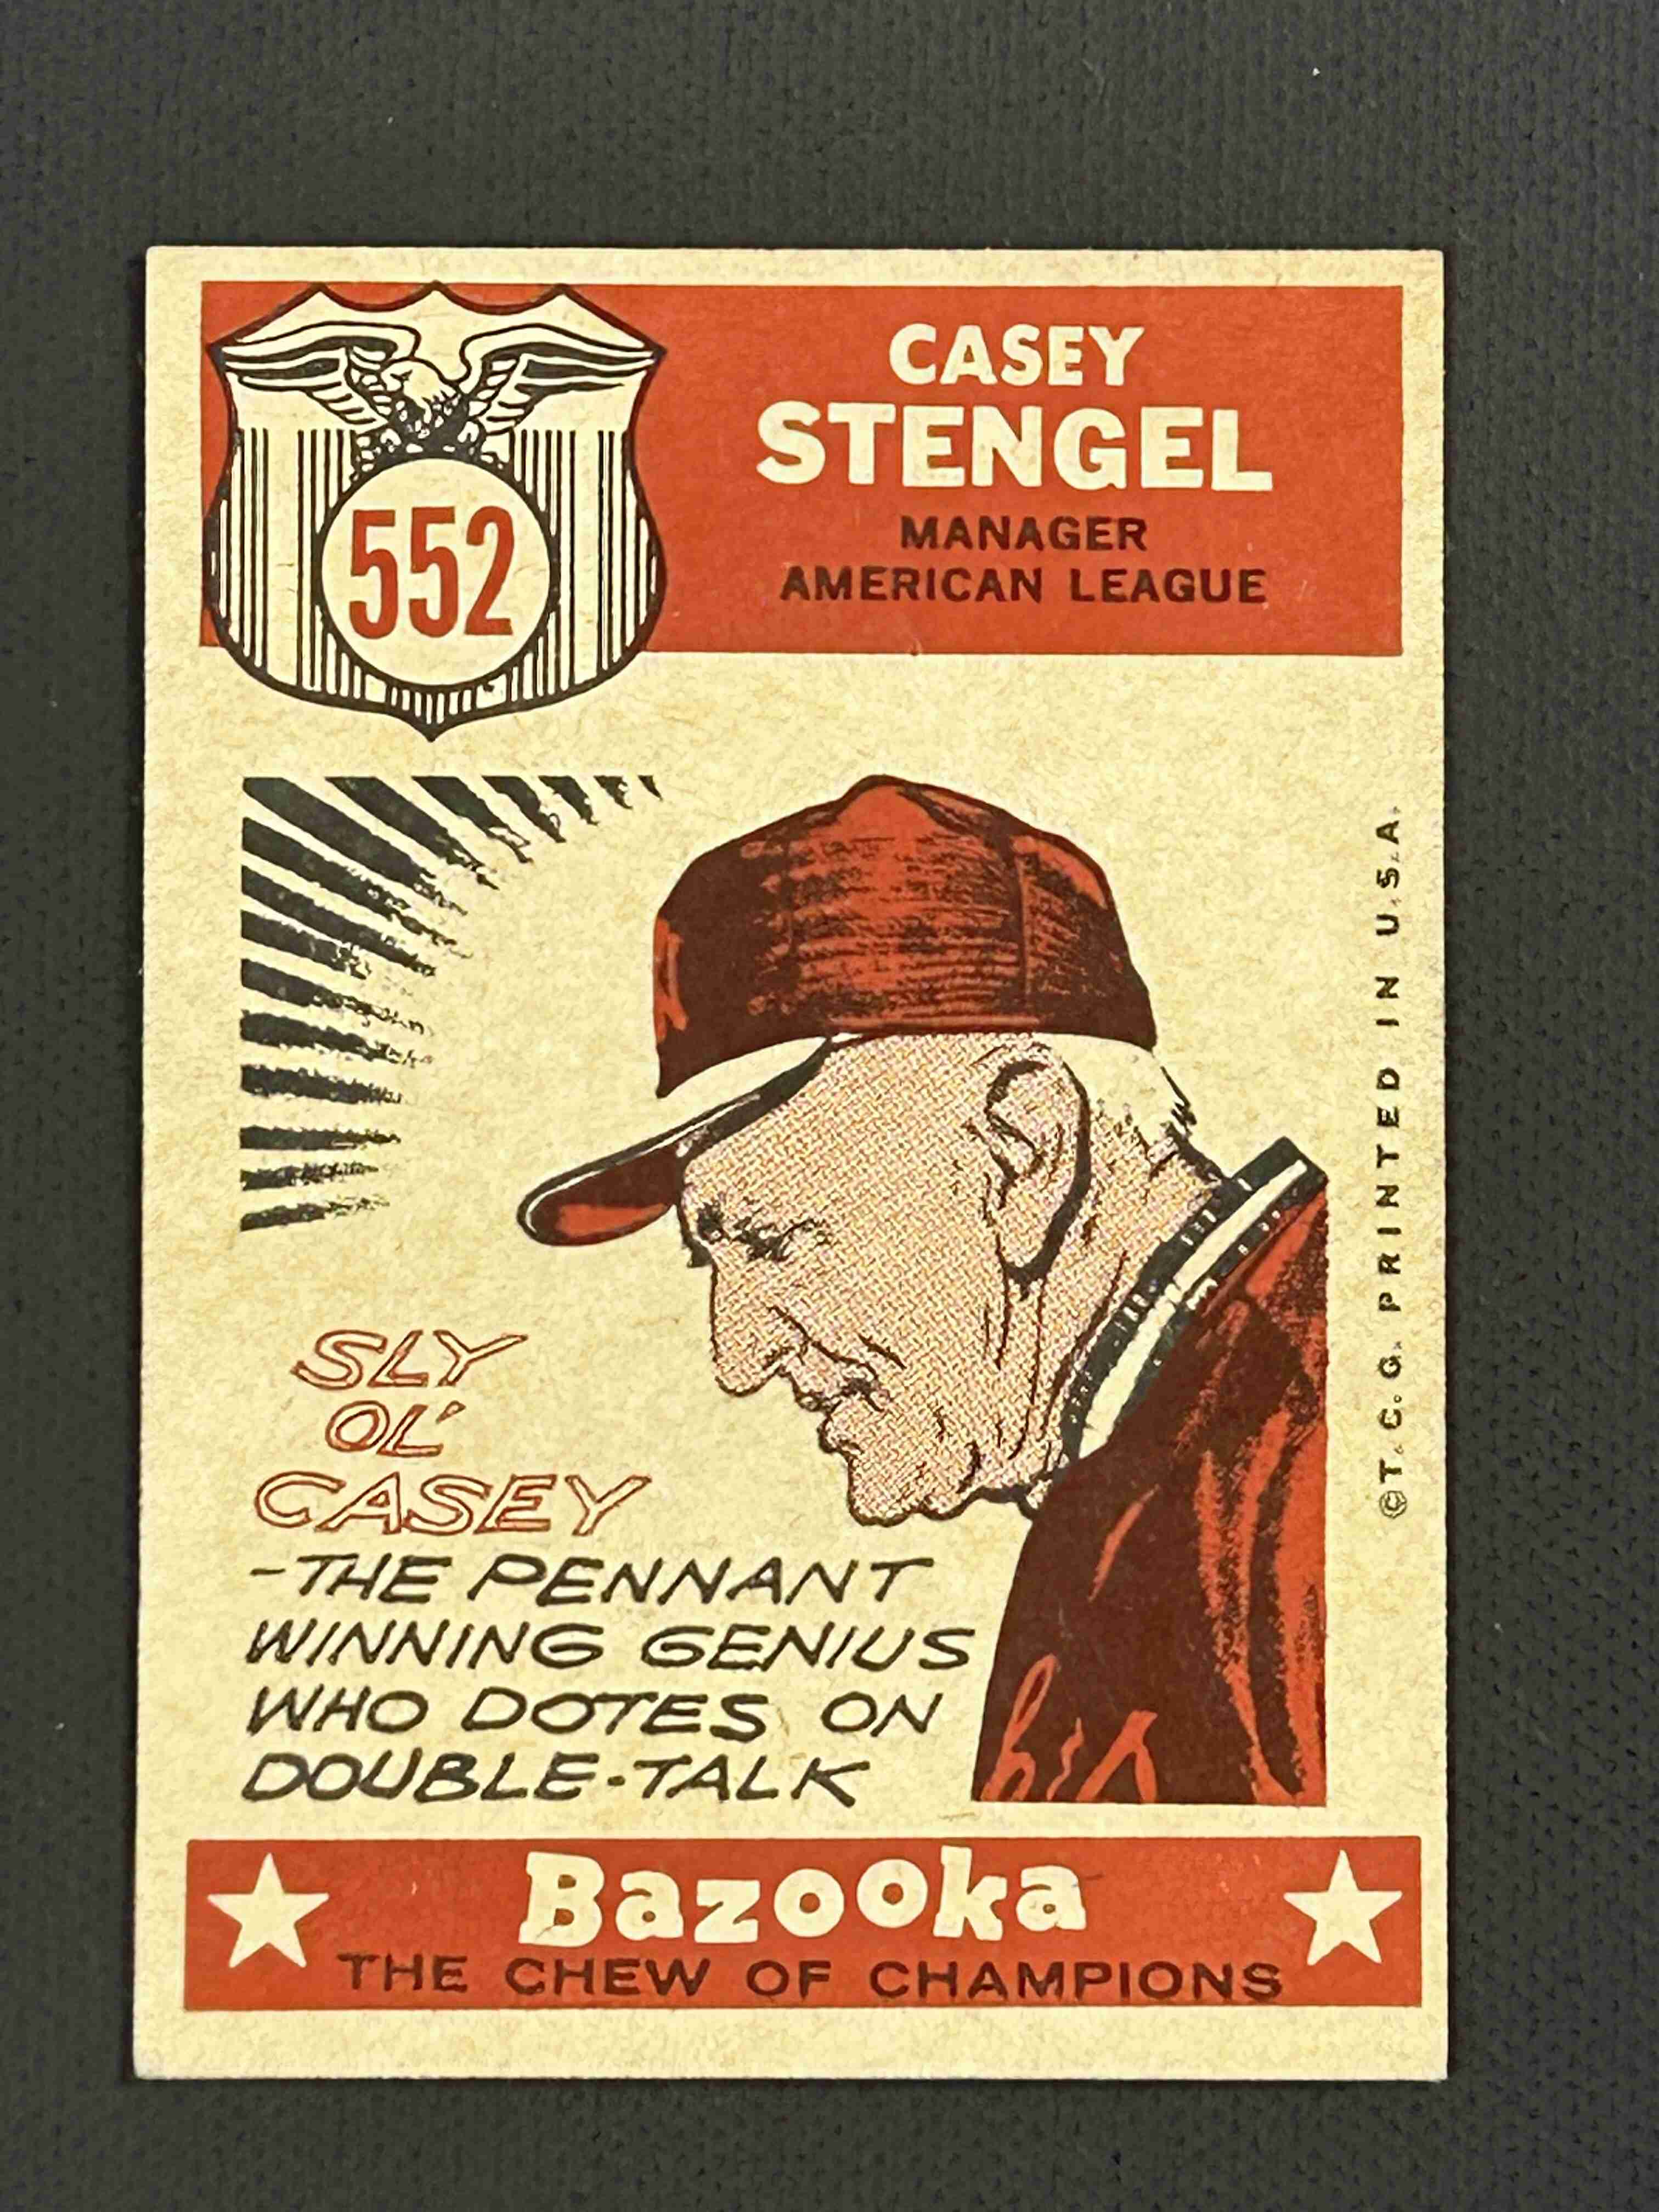 CASEY
STENGEL
MANAGER
AMERICAN LEAGUE
552
SLY
OL'
CASEY
-THE PENNANT
WINNING GENIUS
WHO DOTES ON
DOUBLE-TALK
©T.C.G. PRINTED IN U.S.A.
Bazooka
THE CHEW OF CHAMPIONS